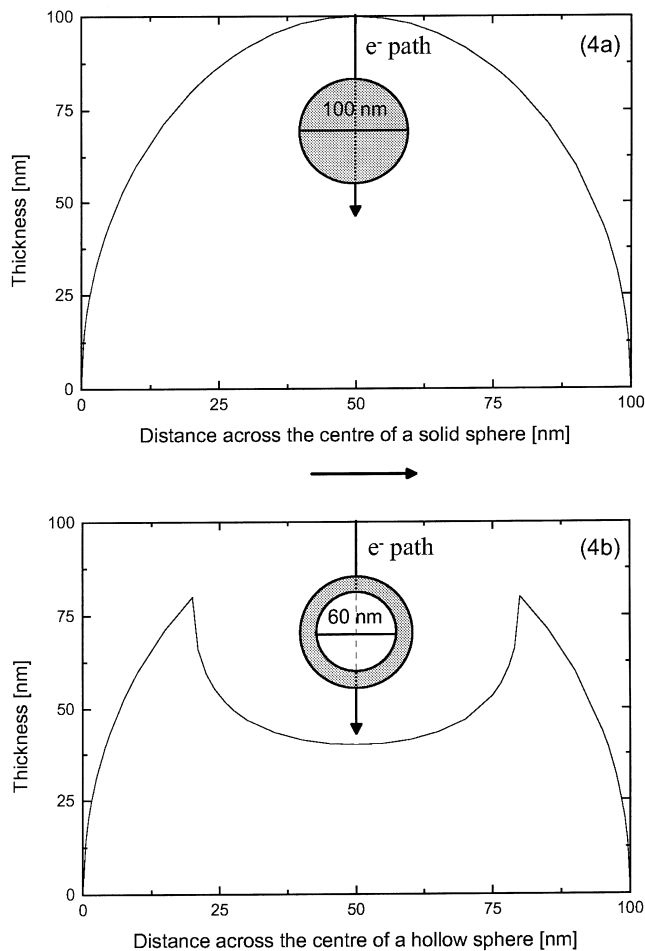 100
(4a)
e⁻ path
75
100 nm
50
25
0
0 25 50 75 100
Thickness [nm]
Distance across the centre of a solid sphere [nm]
100
(4b)
e⁻ path
75
60 nm
50
25
0
0 25 50 75 100
Thickness [nm]
Distance across the centre of a hollow sphere [nm]